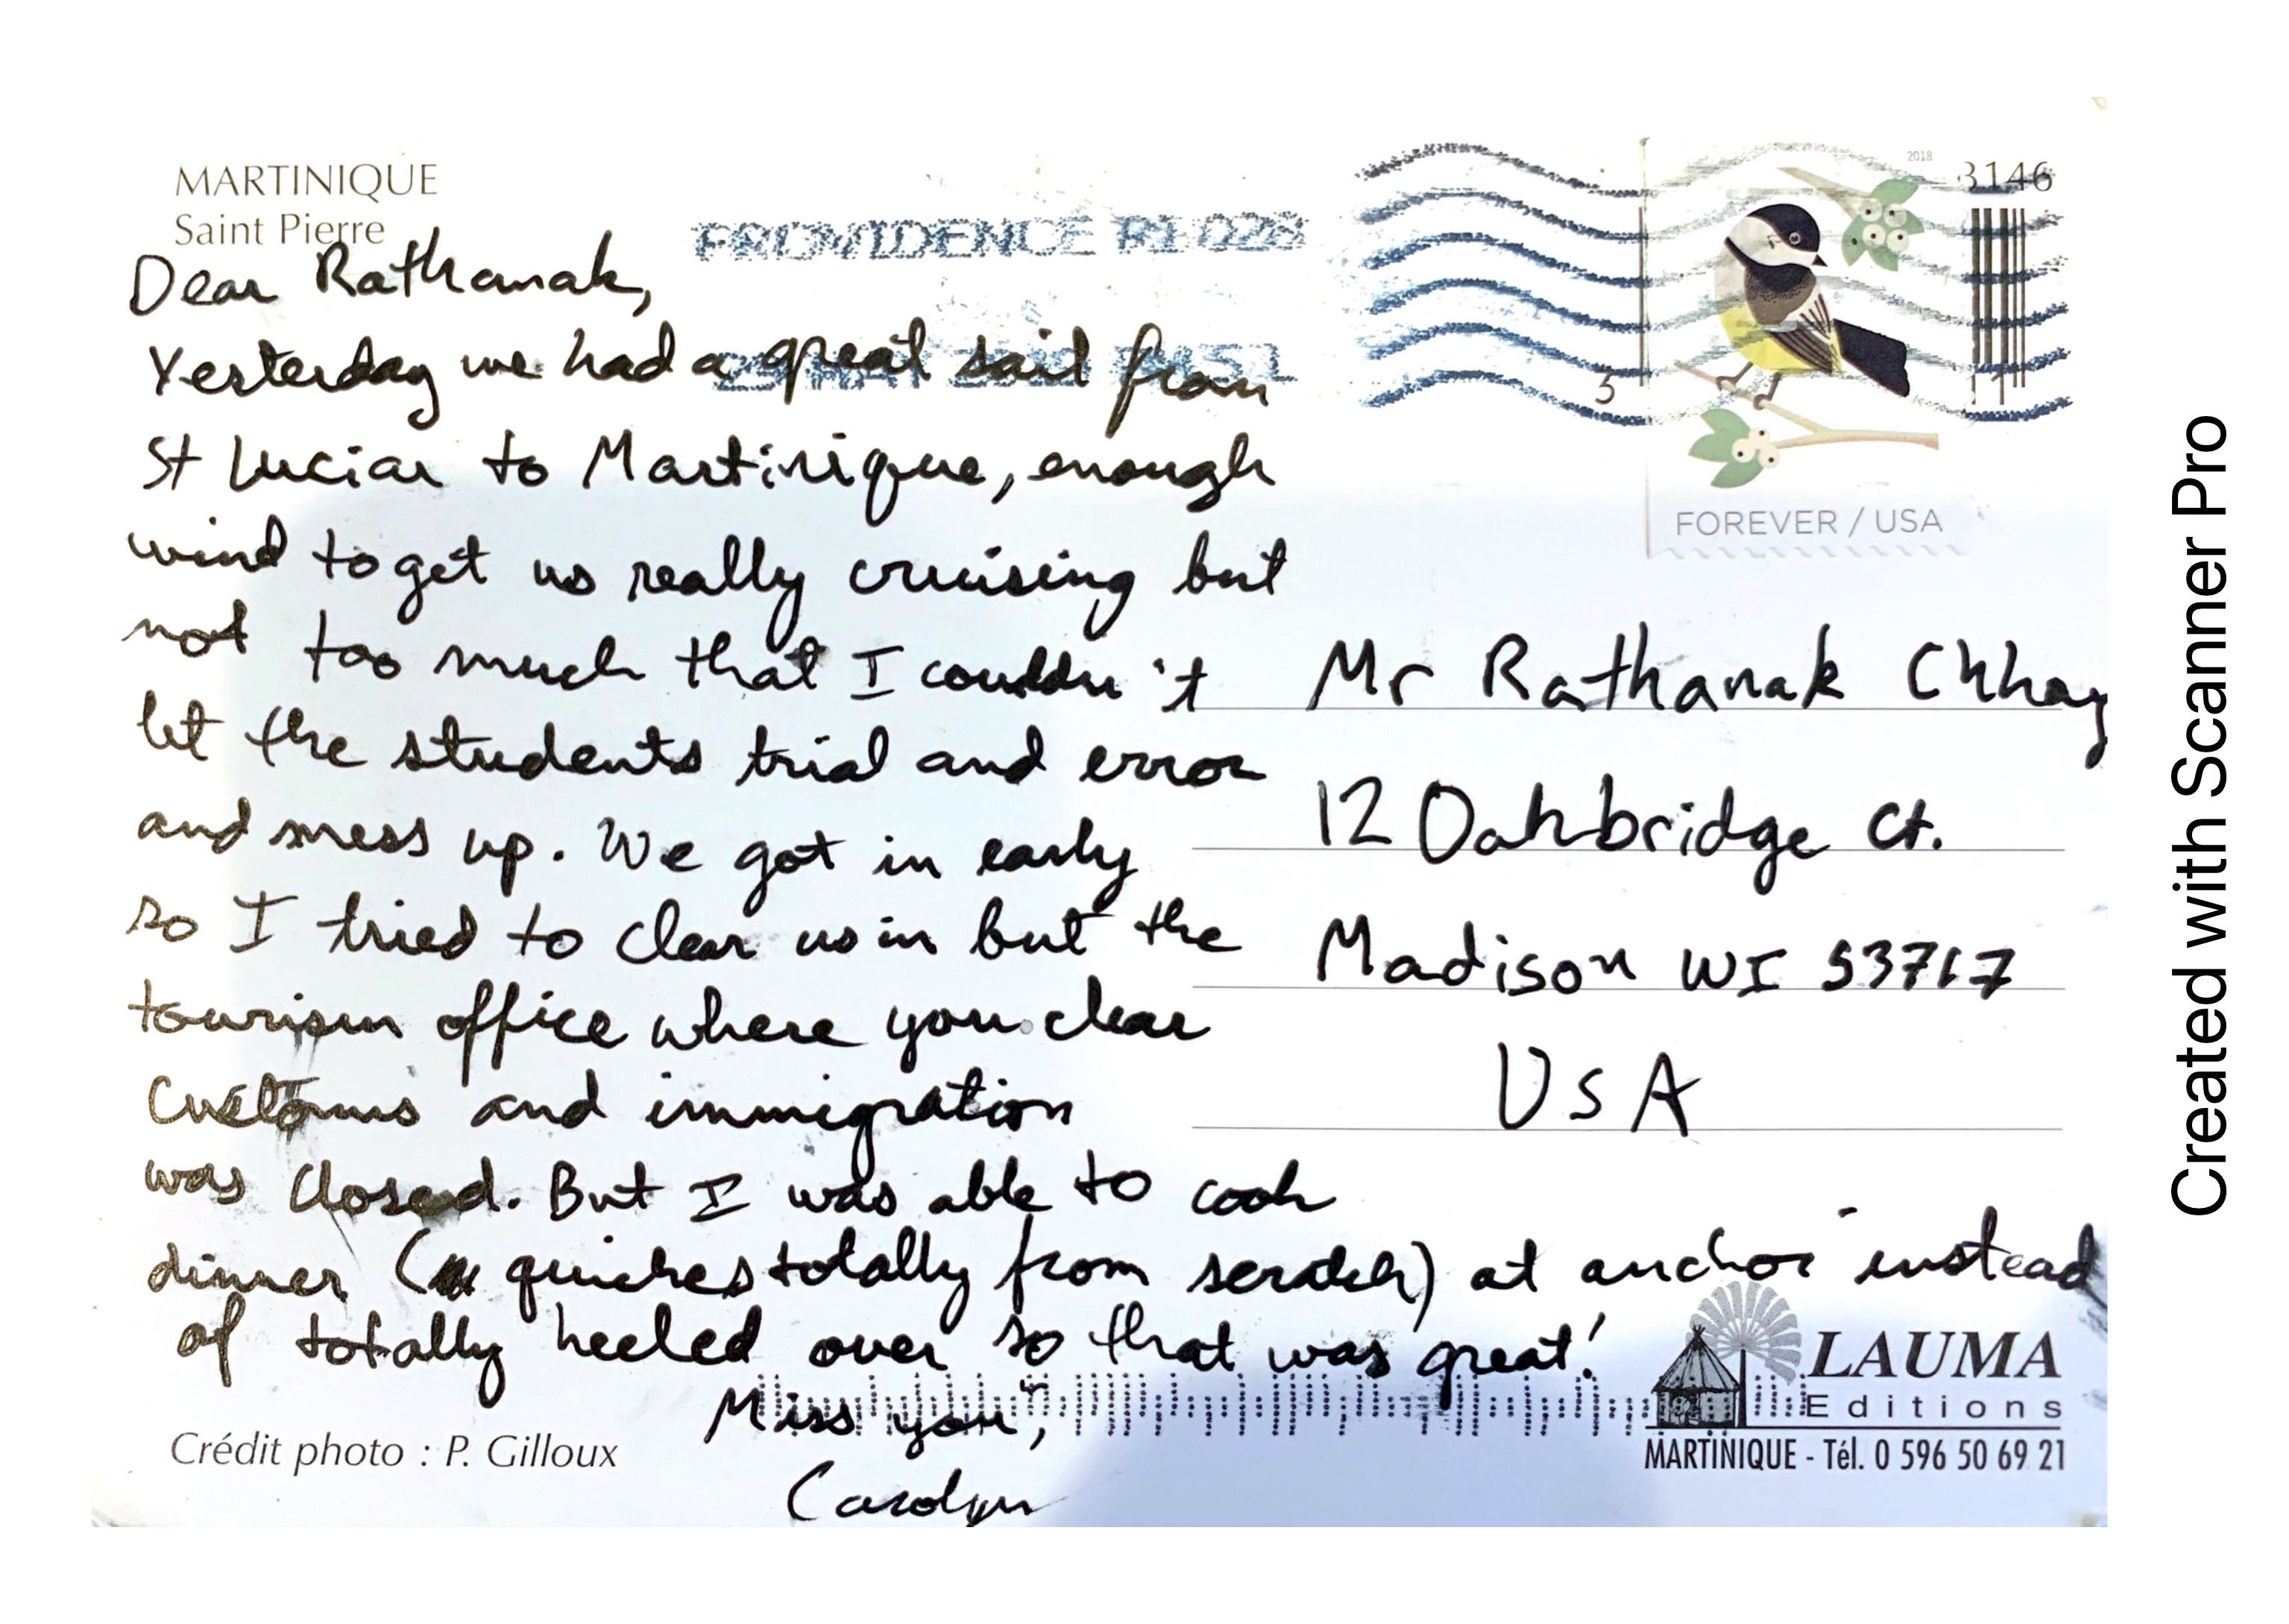 MARTINIQUE
Saint Pierre
PROVIDENCE RI 028
Dear Rathanak,
Yesterday we had a great sail from
St Lucia to Martinique, enough
wind to get us really cruising but
not too much that I couldn't
let the students trial and error
and mess up. We got in early
so I tried to clear us in but the
tourism office where you clear
Customs and immigration
was closed. But I was able to cook
dinner ( quiches totally from scratch) at anchor instead
of totally heeled over so that was great!
Miss you,
Carolyn
Crédit photo : P. Gilloux
2018
3146
3
11
FOREVER / USA
Mr Rathanak Chhay
12 Oakbridge Ct.
Madison WI 53717
USA
LAUMA
Editions
MARTINIQUE - Tél. 0 596 50 69 21
Created with Scanner Pro